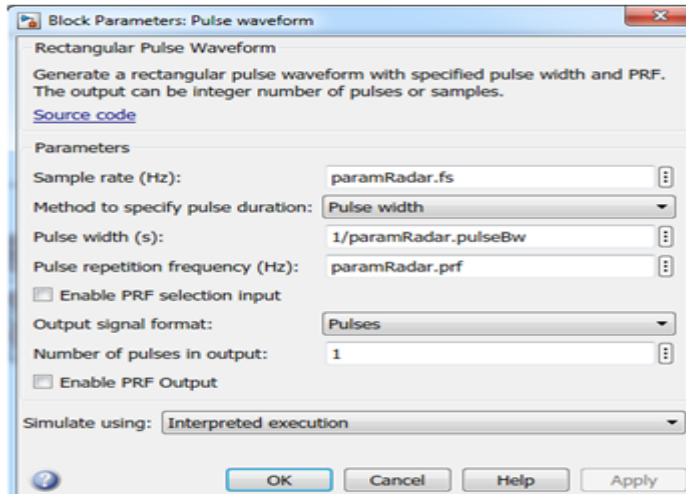 Block Parameters: Pulse waveform
Rectangular Pulse Waveform
Generate a rectangular pulse waveform with specified pulse width and PRF.
The output can be integer number of pulses or samples.
Source code
Parameters
Sample rate (Hz): paramRadar.fs
Method to specify pulse duration: Pulse width
Pulse width (s): 1/paramRadar.pulseBw
Pulse repetition frequency (Hz): paramRadar.prf
Enable PRF selection input
Output signal format: Pulses
Number of pulses in output: 1
Enable PRF Output
Simulate using: Interpreted execution
OK Cancel Help Apply